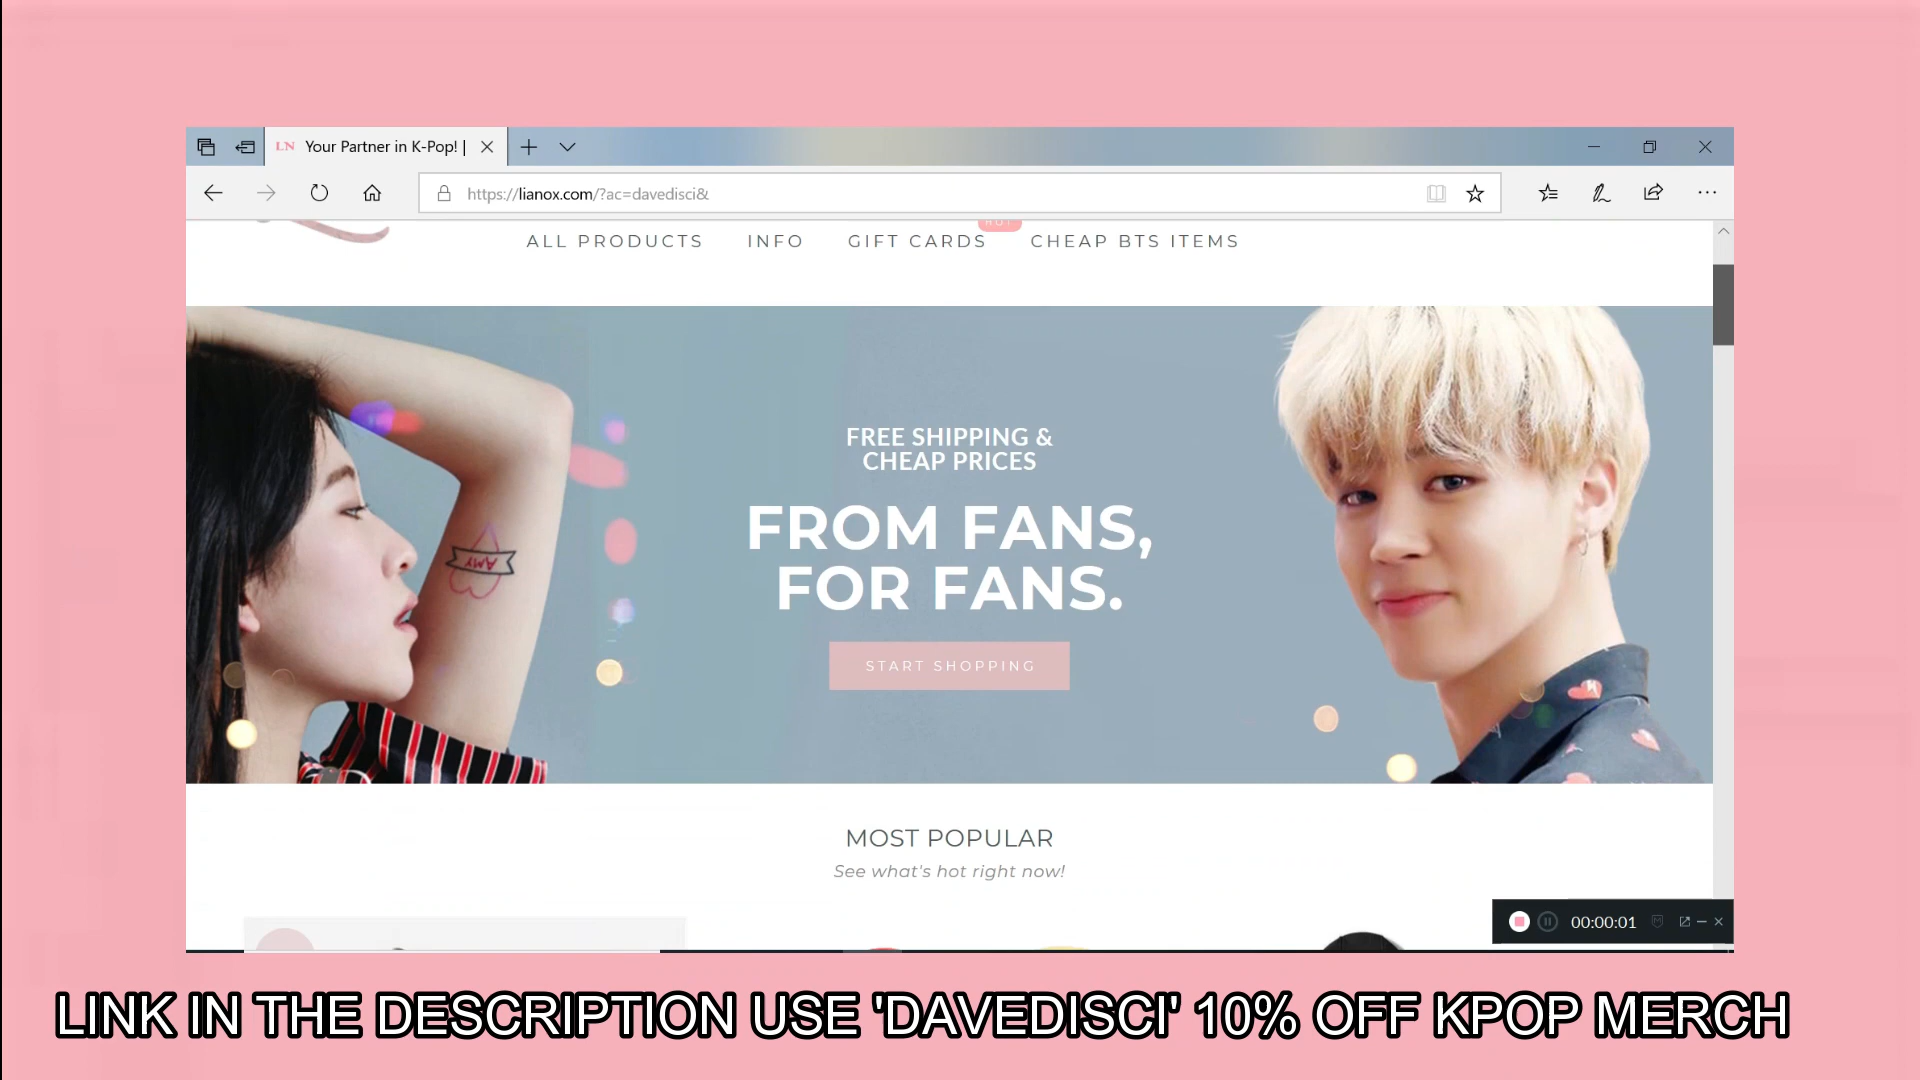 LN Your Partner in K-Pop! |
https://lianox.com/?ac=davedisci&
HOT
ALL PRODUCTS INFO GIFT CARDS CHEAP BTS ITEMS
FREE SHIPPING &
CHEAP PRICES
FROM FANS,
FOR FANS.
AMY
START SHOPPING
MOST POPULAR
See what's hot right now!
00:00:01
LINK IN THE DESCRIPTION USE 'DAVEDISCI' 10% OFF KPOP MERCH